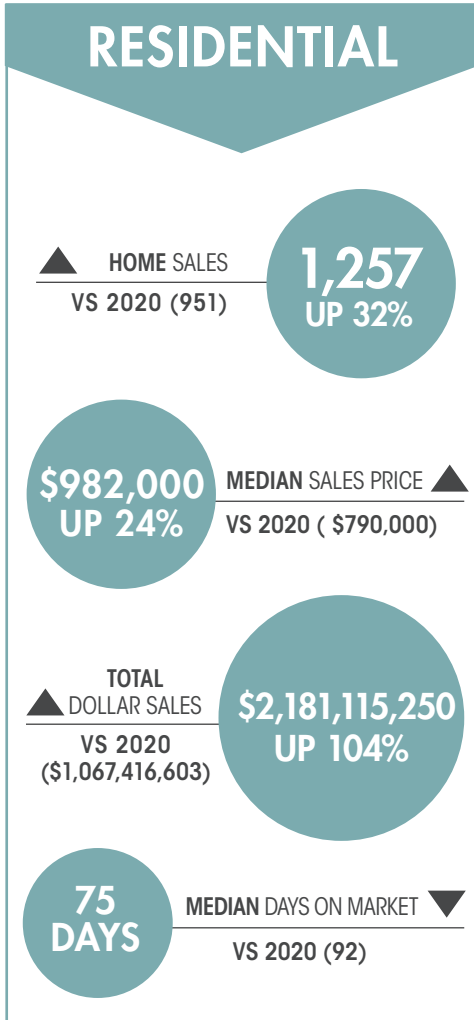 RESIDENTIAL
HOME SALES
VS 2020 (951)
1,257
UP 32%
$982,000
UP 24%
MEDIAN SALES PRICE
VS 2020 ( $790,000)
TOTAL
DOLLAR SALES
VS 2020
($1,067,416,603)
$2,181,115,250
UP 104%
75
DAYS
MEDIAN DAYS ON MARKET
VS 2020 (92)